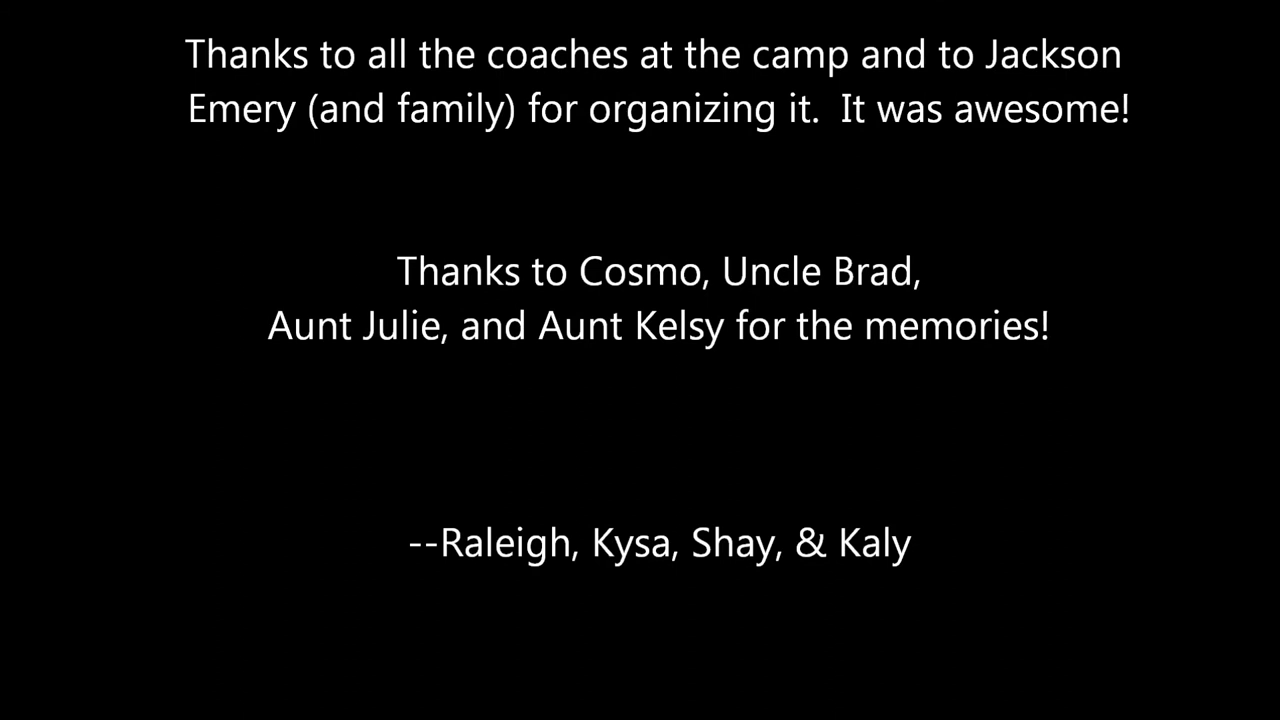 Thanks to all the coaches at the camp and to Jackson
Emery (and family) for organizing it.  It was awesome!
Thanks to Cosmo, Uncle Brad,
Aunt Julie, and Aunt Kelsy for the memories!
--Raleigh, Kysa, Shay, & Kaly